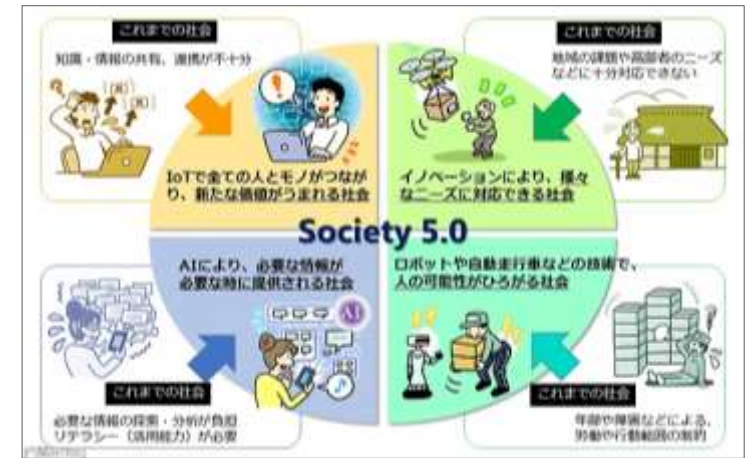 これまでの社会
知識・情報の共有、連携が不十分
IoTで全ての人とモノがつなが
り、新たな価値がうまれる社会
これまでの社会
地域の課題や高齢者のニーズ
などに十分対応できない
イノベーションにより、様々
なニーズに対応できる社会
Society 5.0
AIにより、必要な情報が
必要な時に提供される社会
AI
これまでの社会
必要な情報の探索・分析が負担
リテラシー（活用能力）が必要
ロボットや自動走行車などの技術で、
人の可能性がひろがる社会
これまでの社会
年齢や障害などによる、
労働や行動範囲の制約